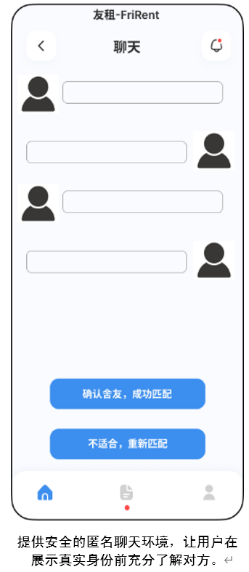 友租-FriRent
聊天
确认舍友，成功匹配
不适合，重新匹配
提供安全的匿名聊天环境，让用户在
展示真实身份前充分了解对方。